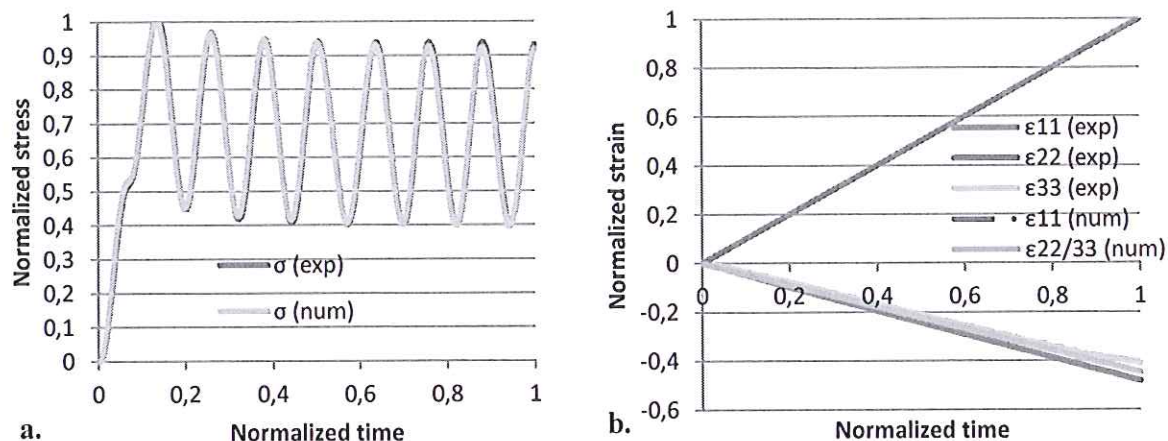 Normalized stress
1
0,9
0,8
0,7
0,6
0,5
0,4
0,3
0,2
0,1
0
σ (exp)
σ (num)
0 0,2 0,4 0,6 0,8 1
a. Normalized time
Normalized strain
1
0,8
0,6
0,4
0,2
0
-0,2
-0,4
-0,6
ε11 (exp)
ε22 (exp)
ε33 (exp)
ε11 (num)
ε22/33 (num)
0 0,2 0,4 0,6 0,8 1
b. Normalized time